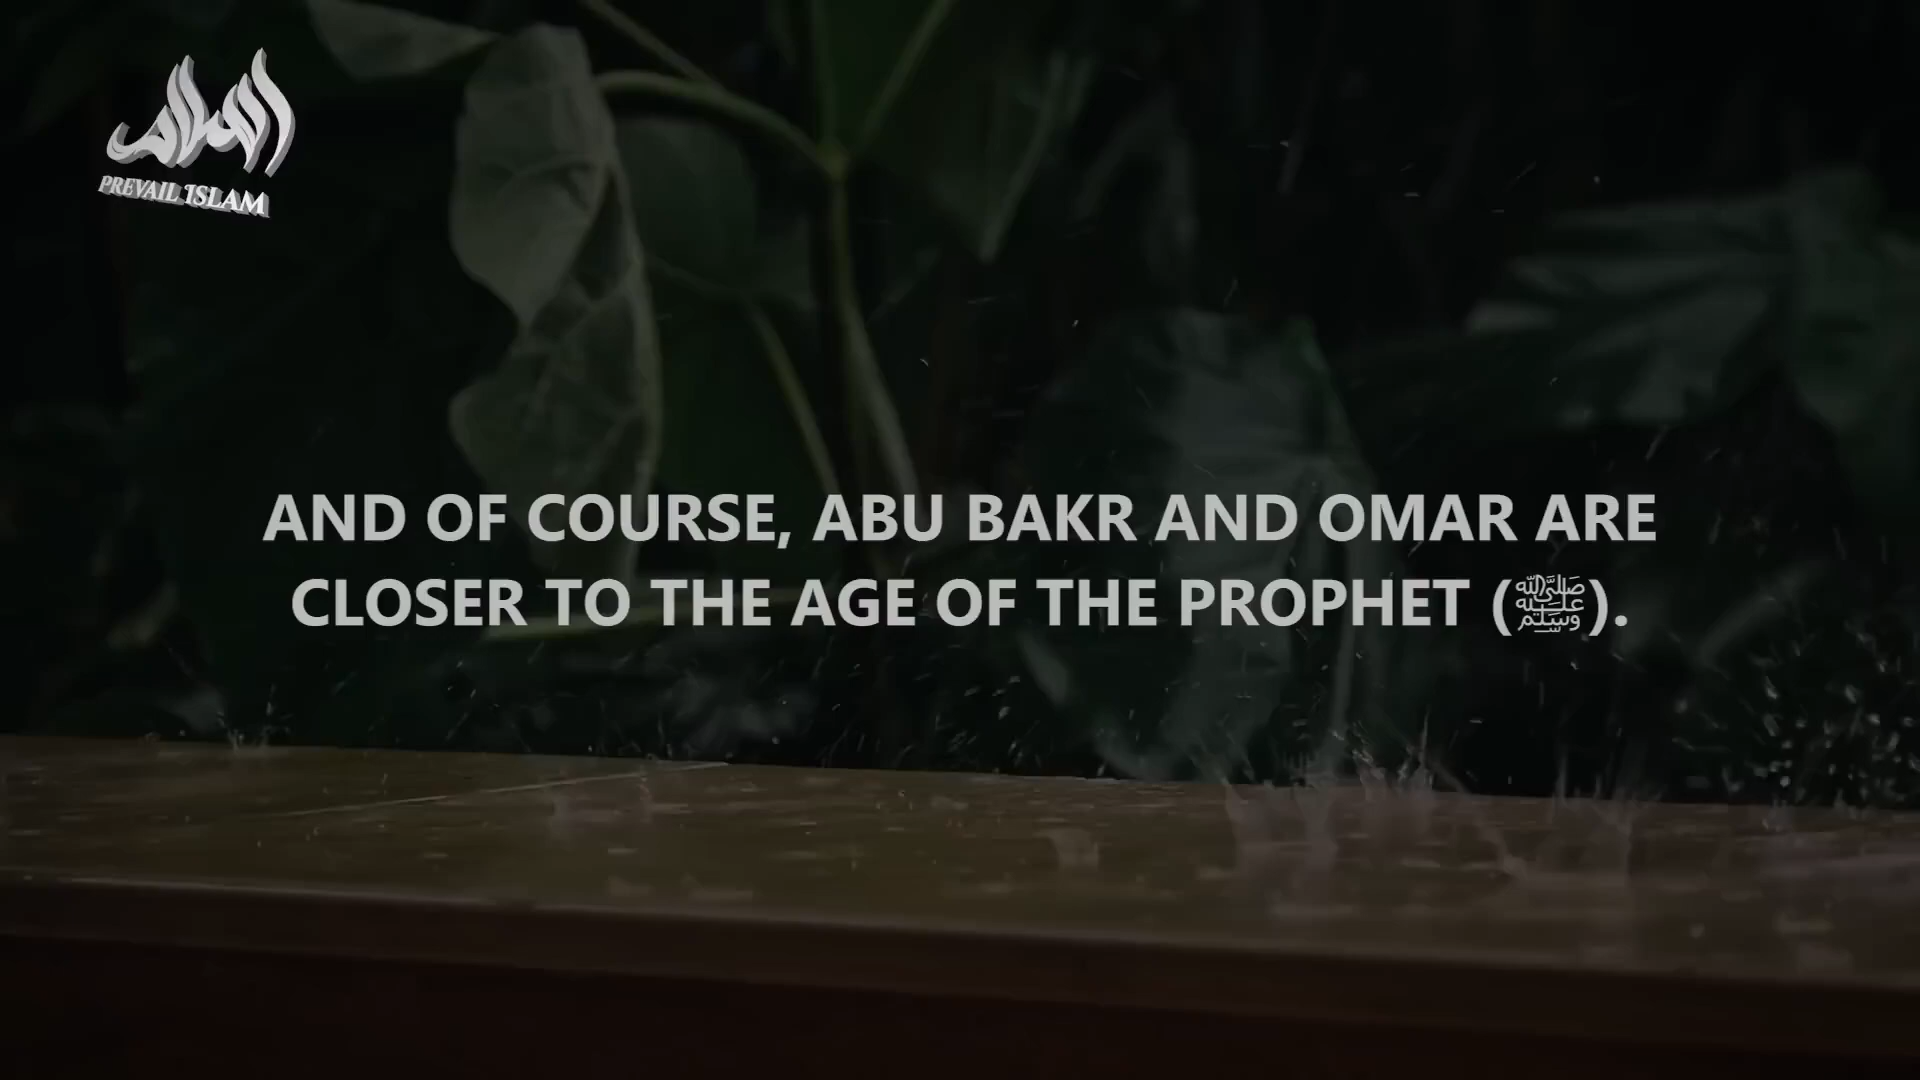 الإسلام
PREVAIL ISLAM
AND OF COURSE, ABU BAKR AND OMAR ARE
CLOSER TO THE AGE OF THE PROPHET (ﷺ).